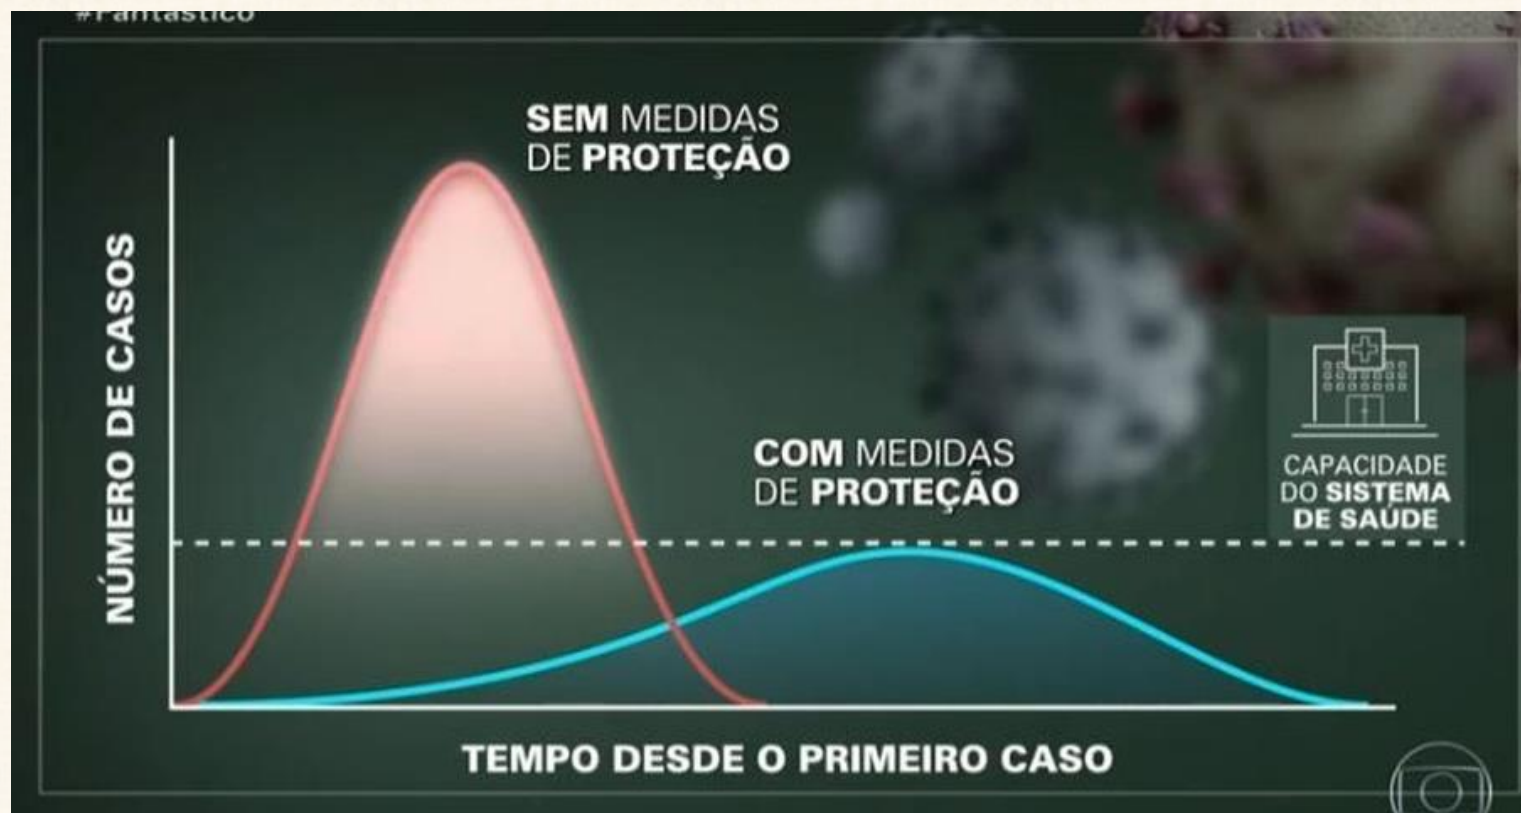 #Fantástico
SEM MEDIDAS
DE PROTEÇÃO
NÚMERO DE CASOS
COM MEDIDAS
DE PROTEÇÃO
CAPACIDADE
DO SISTEMA
DE SAÚDE
TEMPO DESDE O PRIMEIRO CASO